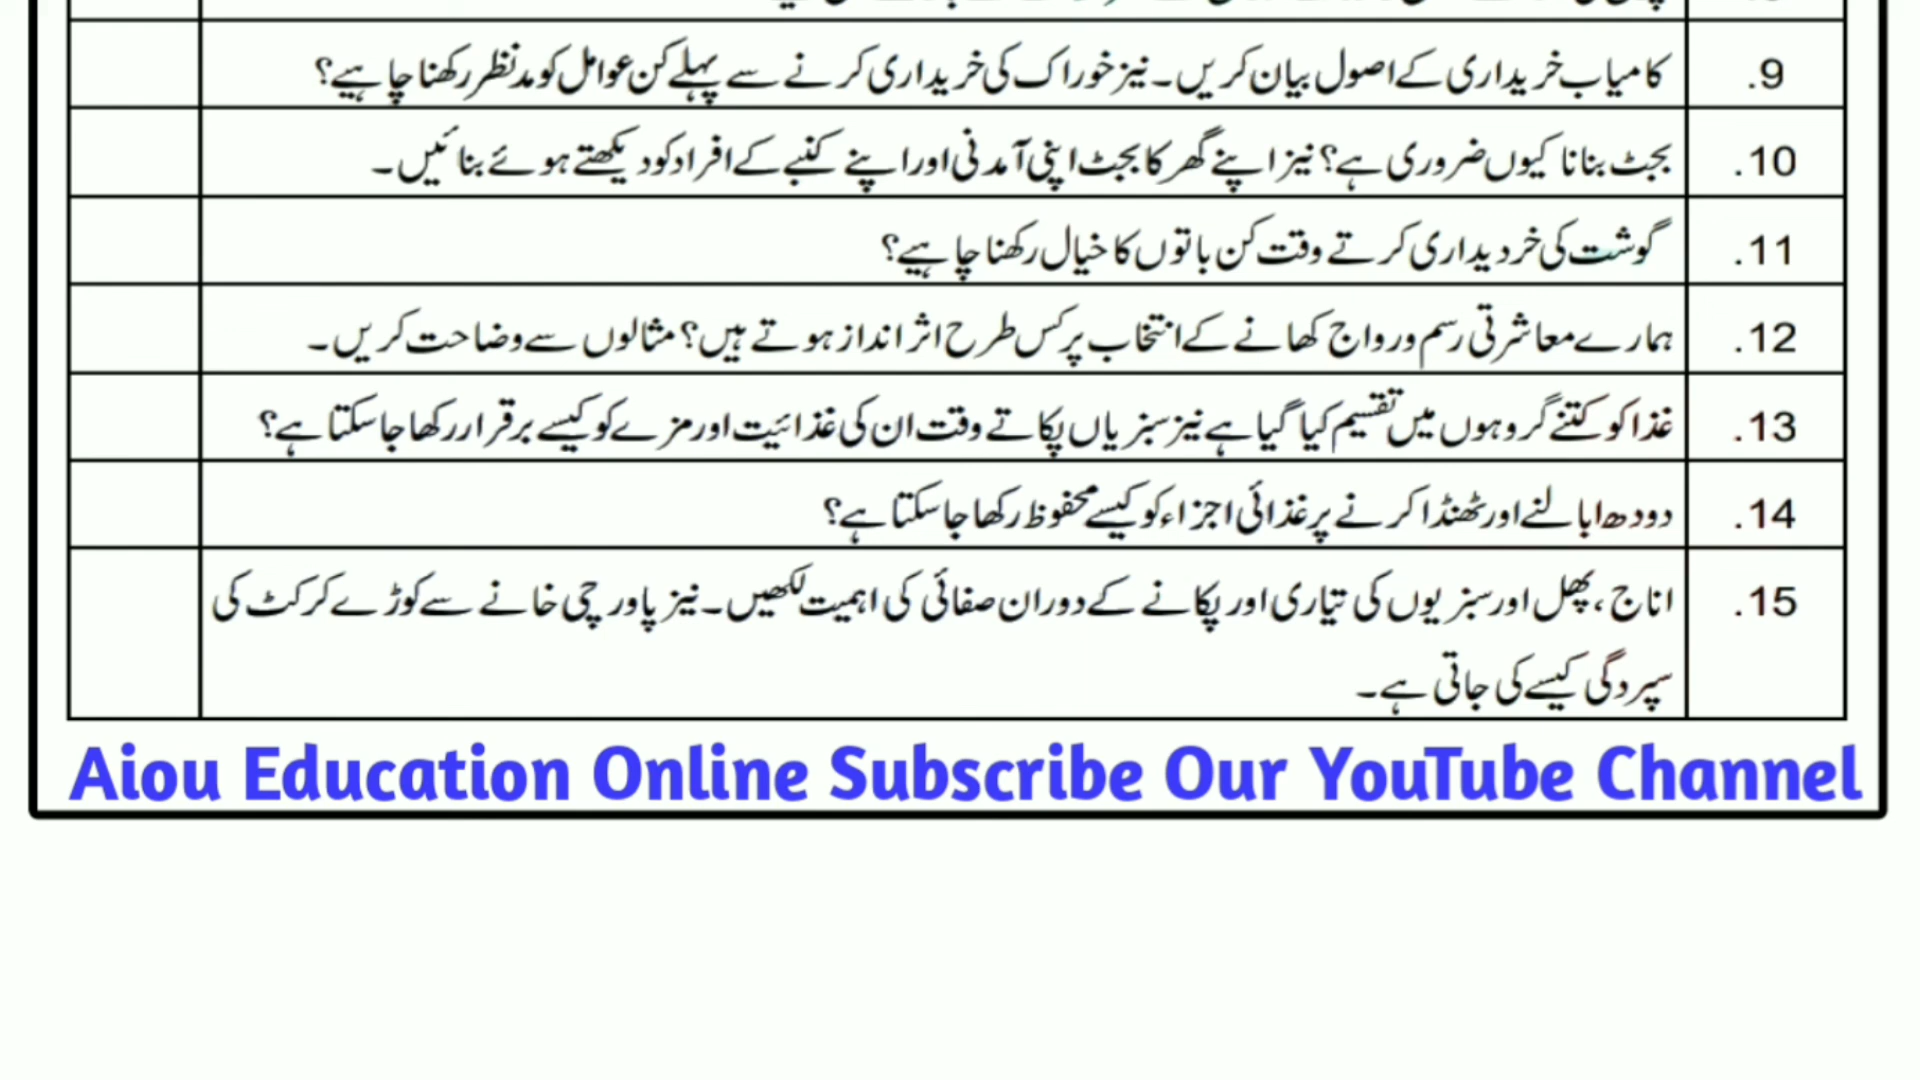 9. کامیاب خریداری کے اصول بیان کریں۔ نیز خوراک کی خریداری کرنے سے پہلے کن عوامل کو مدنظر رکھنا چاہیے؟
10. بجٹ بنانا کیوں ضروری ہے؟ نیز اپنے گھر کا بجٹ اپنی آمدنی اور اپنے کنبے کے افراد کو دیکھتے ہوئے بنائیں۔
11. گوشت کی خردیداری کرتے وقت کن باتوں کا خیال رکھنا چاہیے؟
12. ہمارے معاشرتی رسم و رواج کھانے کے انتخاب پر کس طرح اثر انداز ہوتے ہیں؟ مثالوں سے وضاحت کریں۔
13. غذا کو کتنے گروہوں میں تقسیم کیا گیا ہے نیز سبزیاں پکاتے وقت ان کی غذائیت اور مزے کو کیسے برقرار رکھا جاسکتا ہے؟
14. دودھ ابالنے اور ٹھنڈا کرنے پر غذائی اجزاء کو کیسے محفوظ رکھا جاسکتا ہے؟
15. اناج، پھل اور سبزیوں کی تیاری اور پکانے کے دوران صفائی کی اہمیت لکھیں۔ نیز پاورچی خانے سے کوڑے کرکٹ کی
سپردگی کیسے کی جاتی ہے۔
Aiou Education Online Subscribe Our YouTube Channel